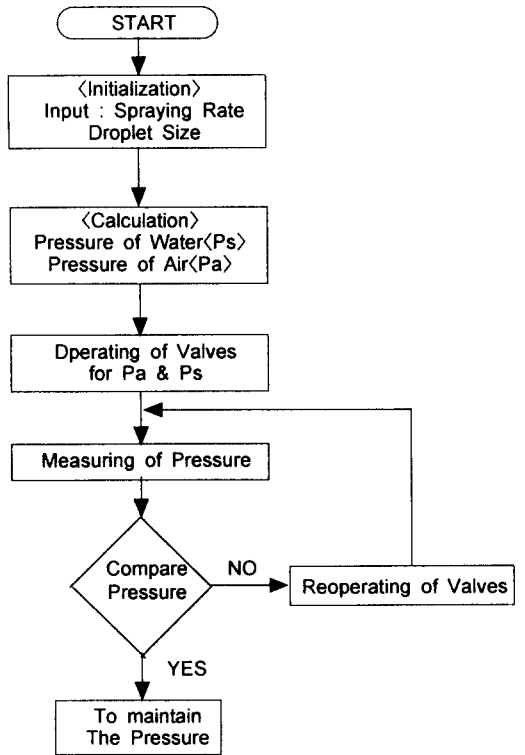 START
〈Initialization〉
Input : Spraying Rate
Droplet Size
〈Calculation〉
Pressure of Water〈Ps〉
Pressure of Air〈Pa〉
Dperating of Valves
for Pa & Ps
Measuring of Pressure
Compare
Pressure
NO
Reoperating of Valves
YES
To maintain
The Pressure